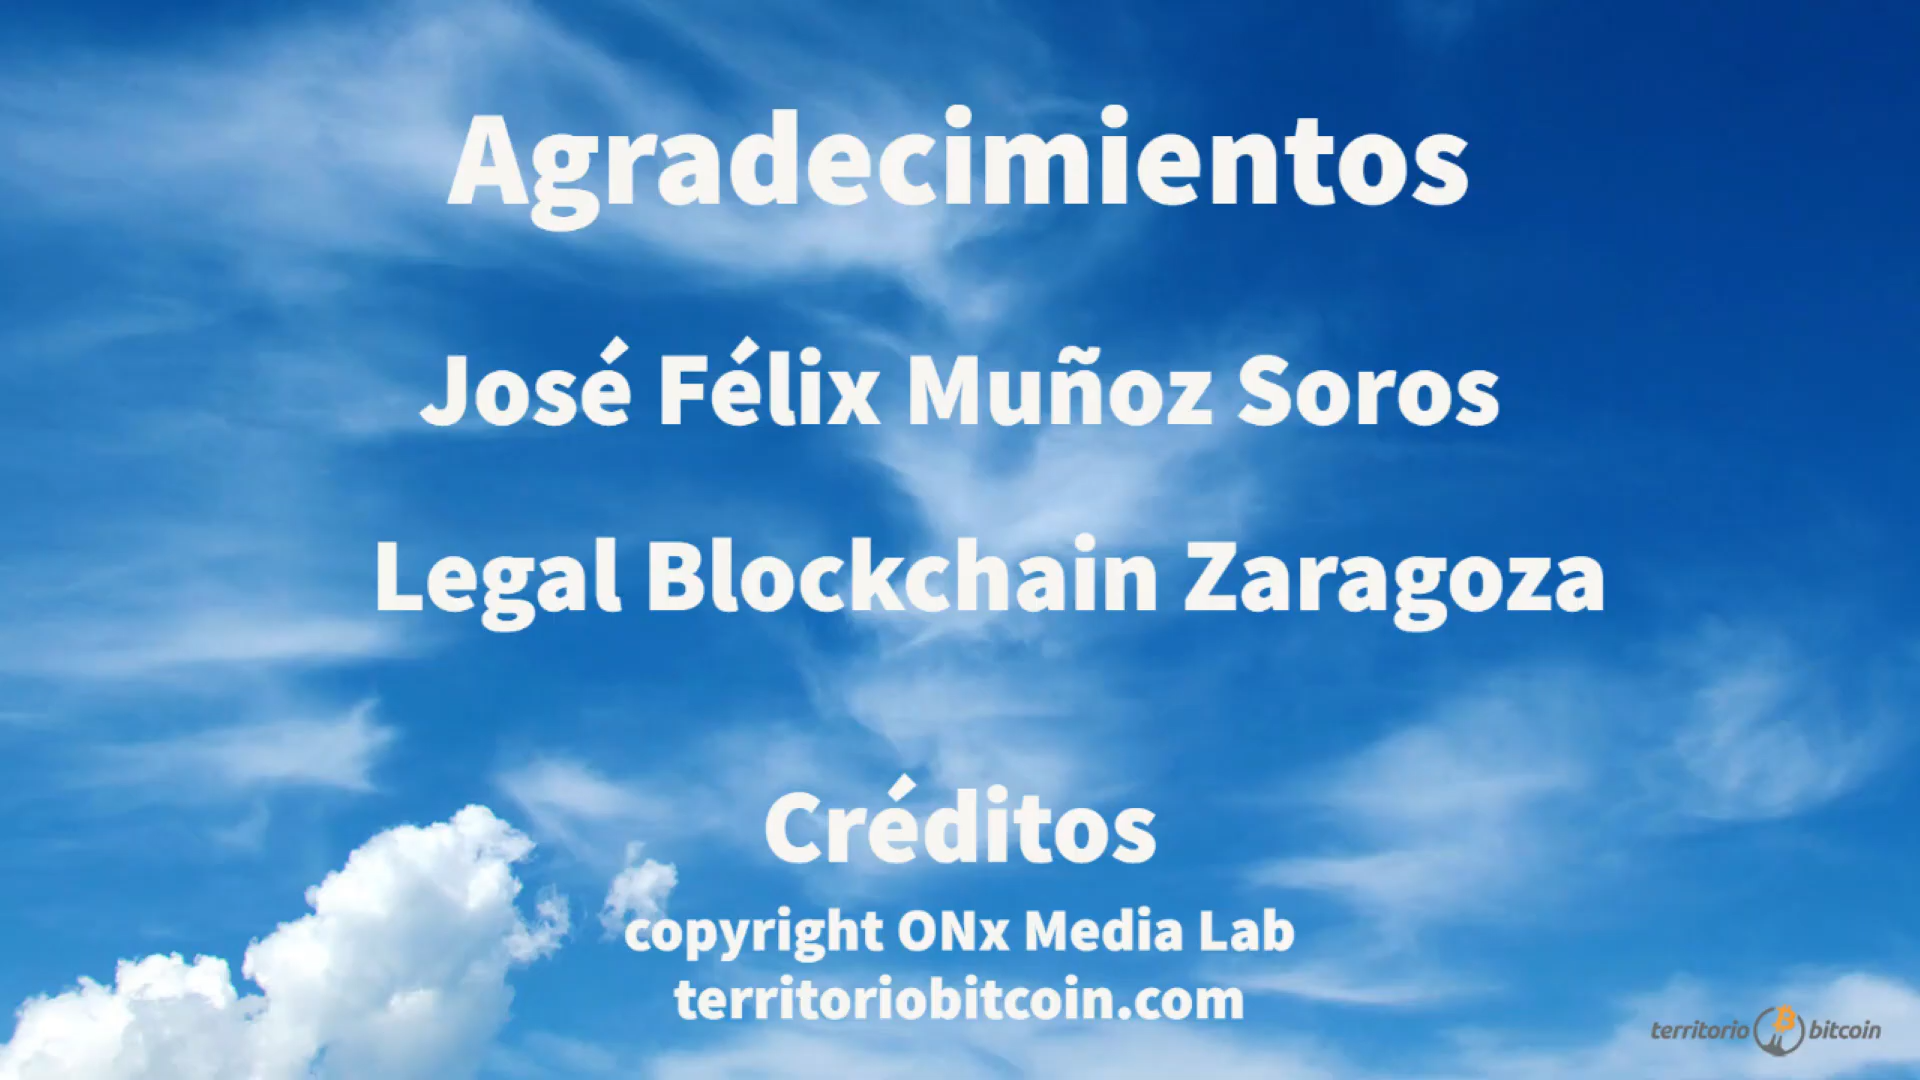 Agradecimientos
José Félix Muñoz Soros
Legal Blockchain Zaragoza
Créditos
copyright ONx Media Lab
territoriobitcoin.com
territorio bitcoin